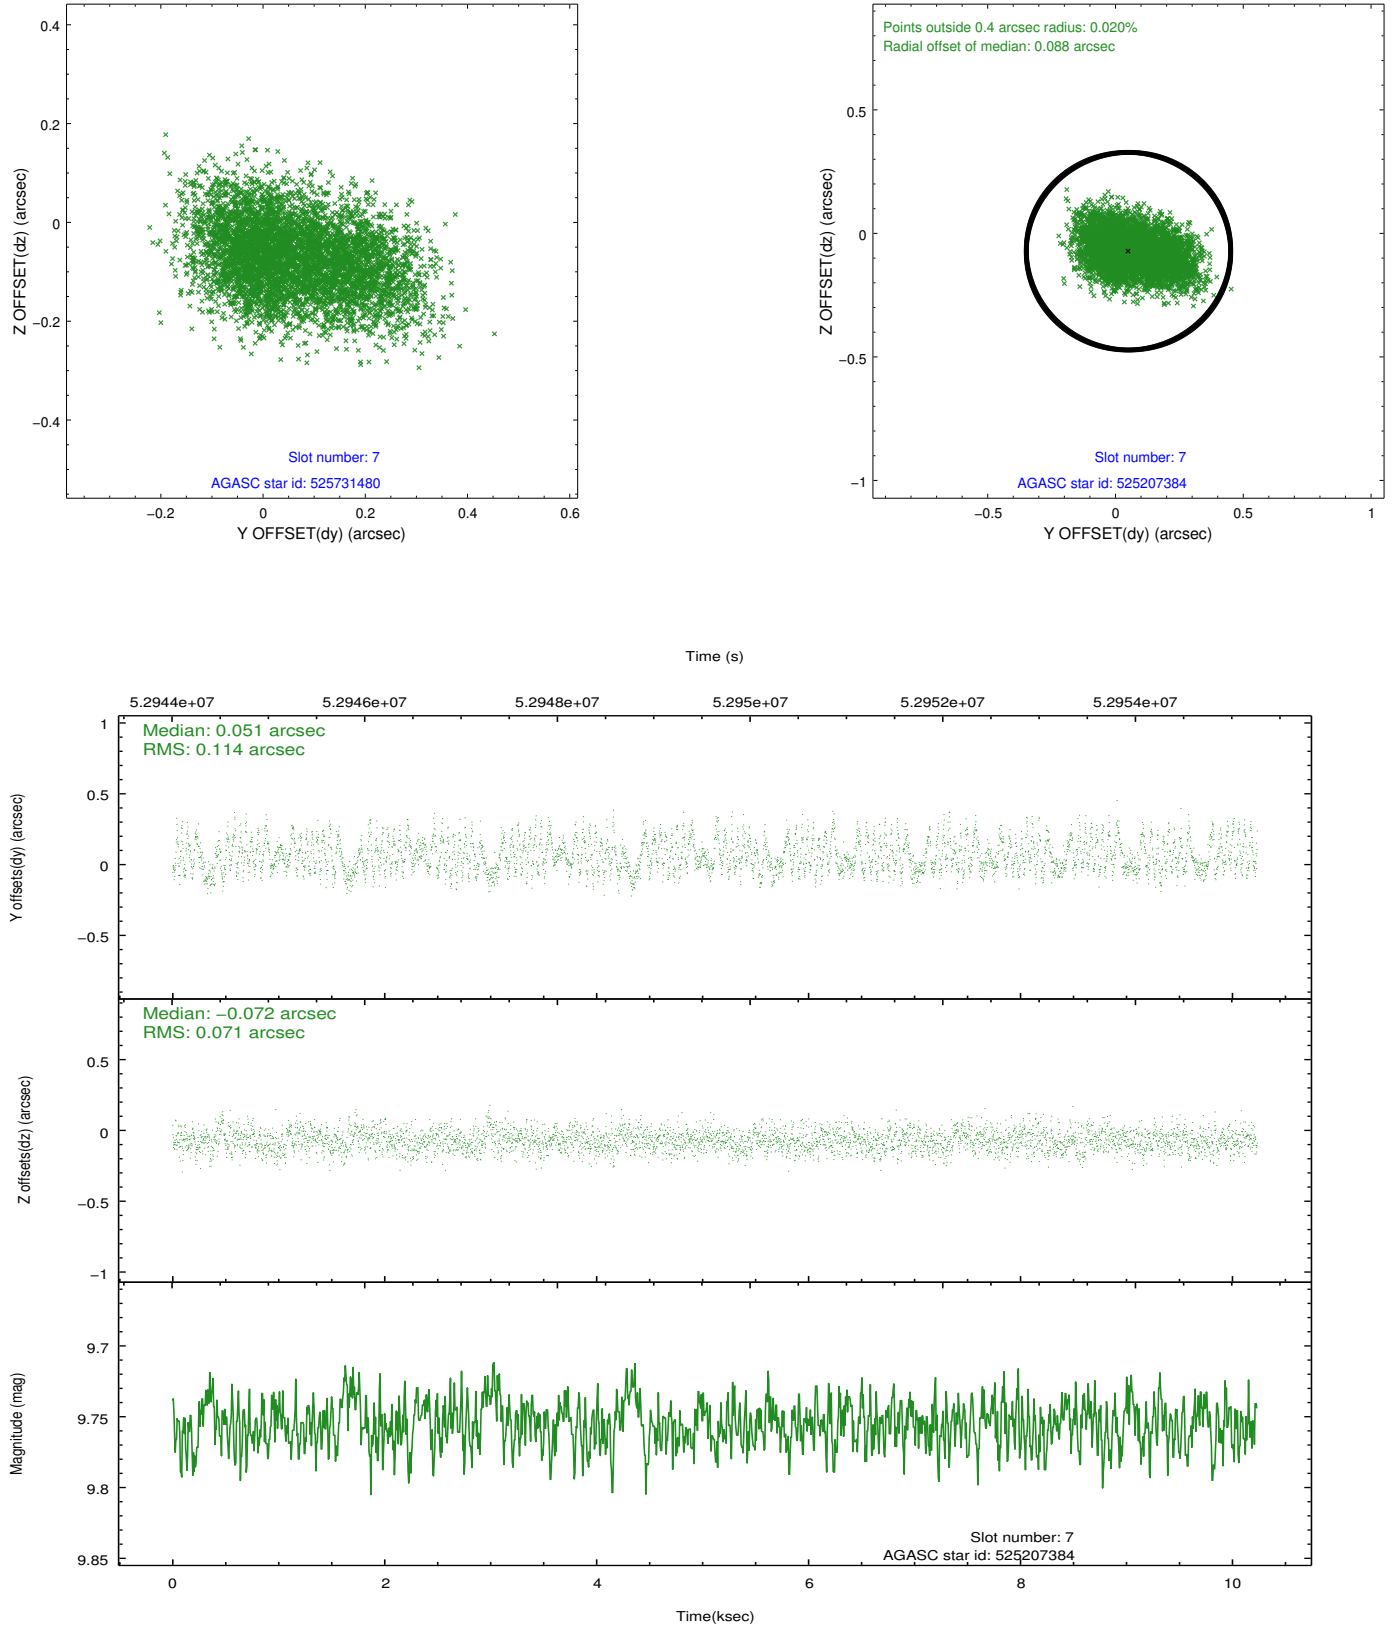 0.4
0.2
0
−0.2
−0.4
Z OFFSET(dz) (arcsec)
Slot number: 7
AGASC star id: 525731480
−0.2 0 0.2 0.4 0.6
Y OFFSET(dy) (arcsec)
Points outside 0.4 arcsec radius: 0.020%
Radial offset of median: 0.088 arcsec
0.5
0
−0.5
−1
Z OFFSET(dz) (arcsec)
Slot number: 7
AGASC star id: 525207384
−0.5 0 0.5 1
Y OFFSET(dy) (arcsec)
Time (s)
5.2944e+07 5.2946e+07 5.2948e+07 5.295e+07 5.2952e+07 5.2954e+07
Median: 0.051 arcsec
RMS: 0.114 arcsec
1
0.5
0
−0.5
Y offsets(dy) (arcsec)
Median: −0.072 arcsec
RMS: 0.071 arcsec
0.5
0
−0.5
−1
Z offsets(dz) (arcsec)
9.7
9.75
9.8
9.85
Magnitude (mag)
Slot number: 7
AGASC star id: 525207384
0 2 4 6 8 10
Time(ksec)